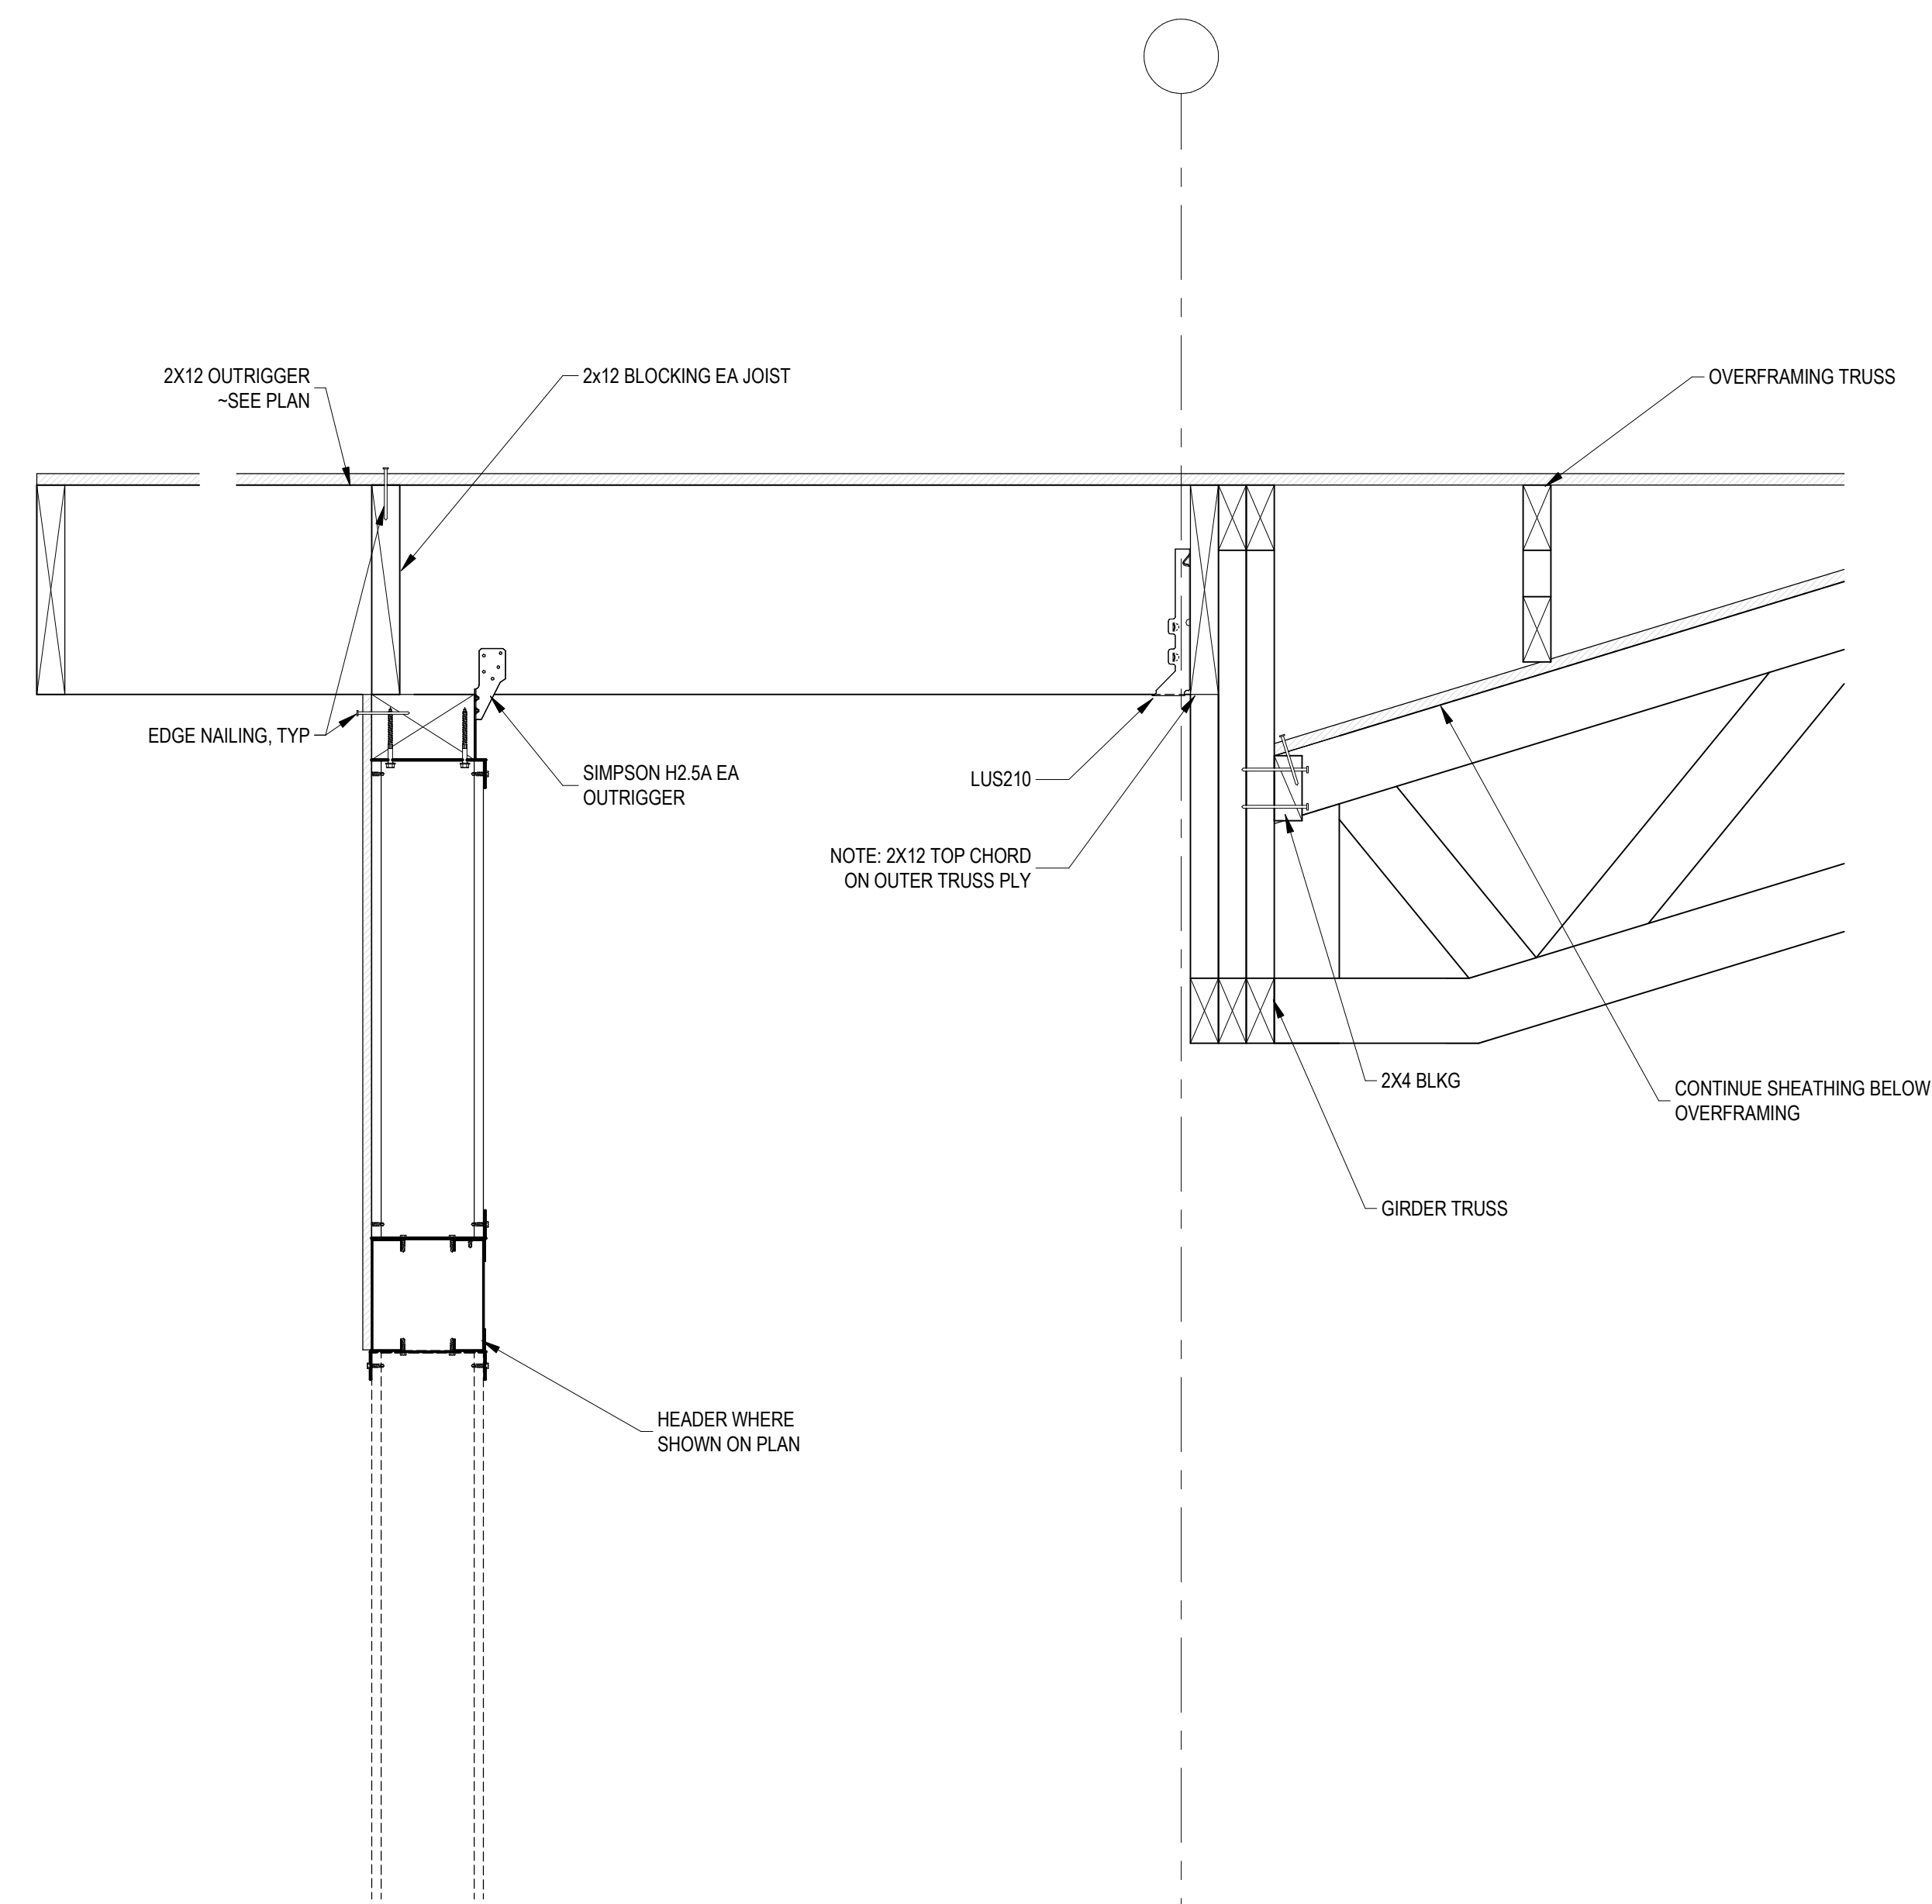 2X12 OUTRIGGER
~SEE PLAN
2x12 BLOCKING EA JOIST
OVERFRAMING TRUSS
EDGE NAILING, TYP
SIMPSON H2.5A EA
OUTRIGGER
LUS210
NOTE: 2X12 TOP CHORD
ON OUTER TRUSS PLY
2X4 BLKG
CONTINUE SHEATHING BELOW
OVERFRAMING
GIRDER TRUSS
HEADER WHERE
SHOWN ON PLAN